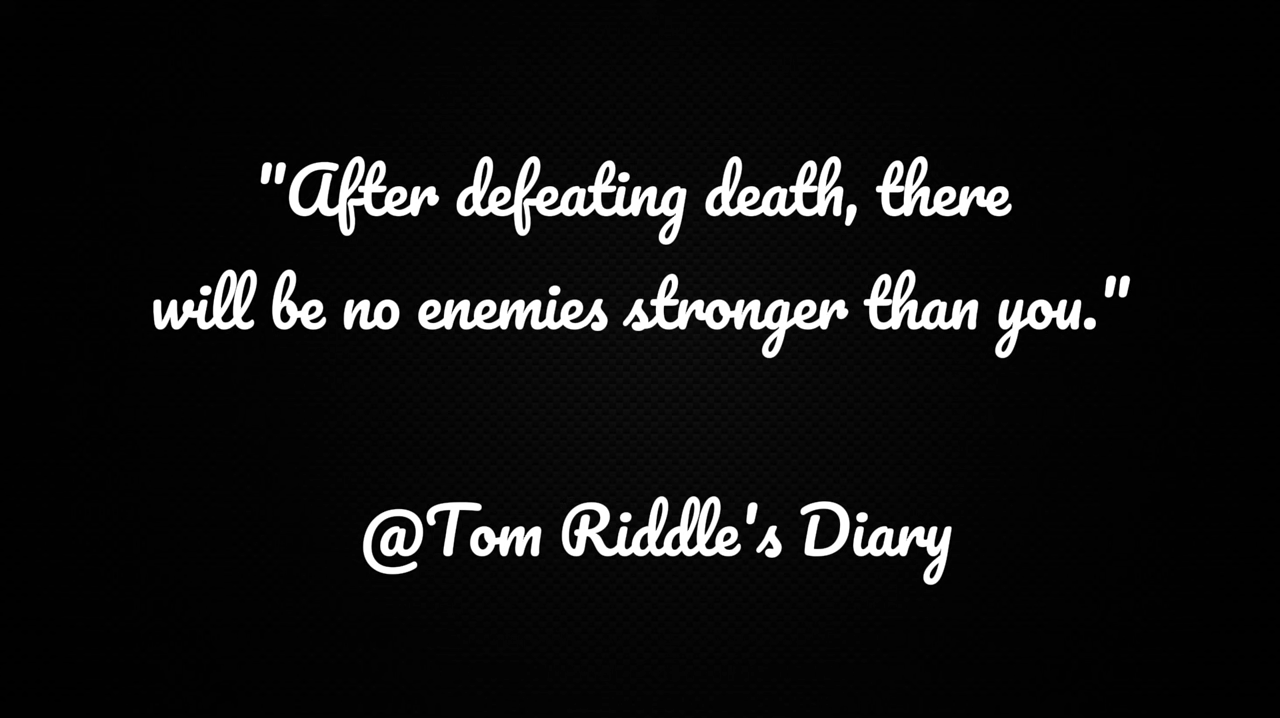 "After defeating death, there
will be no enemies stronger than you."
@Tom Riddle's Diary